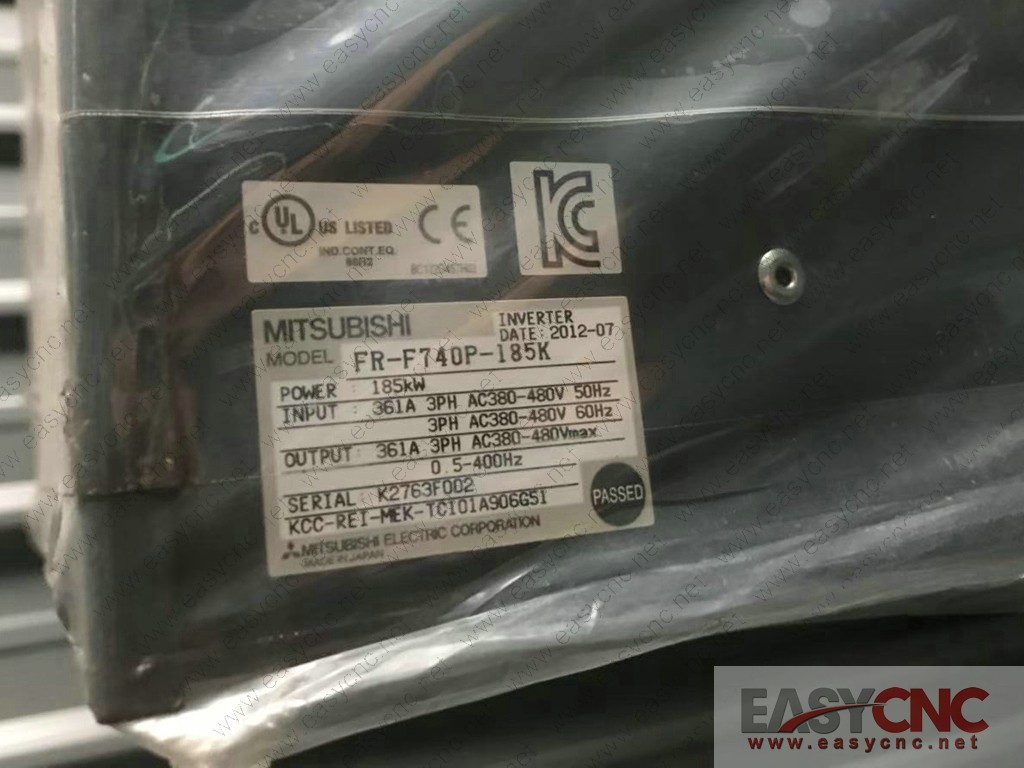 C UL US LISTED CE
IND.CONT.EQ.
66R2
KC
MITSUBISHI
INVERTER
DATE: 2012-07
MODEL FR-F740P-185K
POWER : 185kW
INPUT : 361A 3PH AC380-480V 50Hz
3PH AC380-480V 60Hz
OUTPUT : 361A 3PH AC380-480Vmax
0.5-400Hz
SERIAL K2763F002
PASSED
KCC-REI-MEK-TC101A906G51
MITSUBISHI ELECTRIC CORPORATION
MADE IN JAPAN
EASYCNC
www.easycnc.net